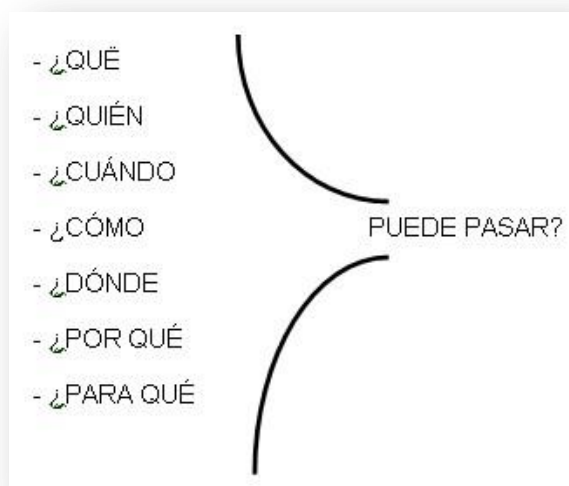 - ¿QUË
- ¿QUIÉN
- ¿CUÁNDO
- ¿CÓMO
PUEDE PASAR?
- ¿DÓNDE
- ¿POR QUÉ
- ¿PARA QUÉ